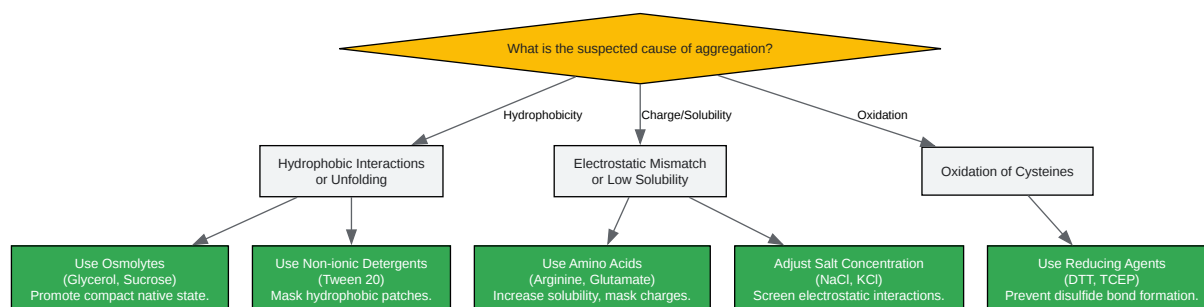 What is the suspected cause of aggregation?
Hydrophobicity
Charge/Solubility
Oxidation
Hydrophobic Interactions
or Unfolding
Electrostatic Mismatch
or Low Solubility
Oxidation of Cysteines
Use Osmolytes
(Glycerol, Sucrose)
Promote compact native state.
Use Non-ionic Detergents
(Tween 20)
Mask hydrophobic patches.
Use Amino Acids
(Arginine, Glutamate)
Increase solubility, mask charges.
Adjust Salt Concentration
(NaCl, KCl)
Screen electrostatic interactions.
Use Reducing Agents
(DTT, TCEP)
Prevent disulfide bond formation.